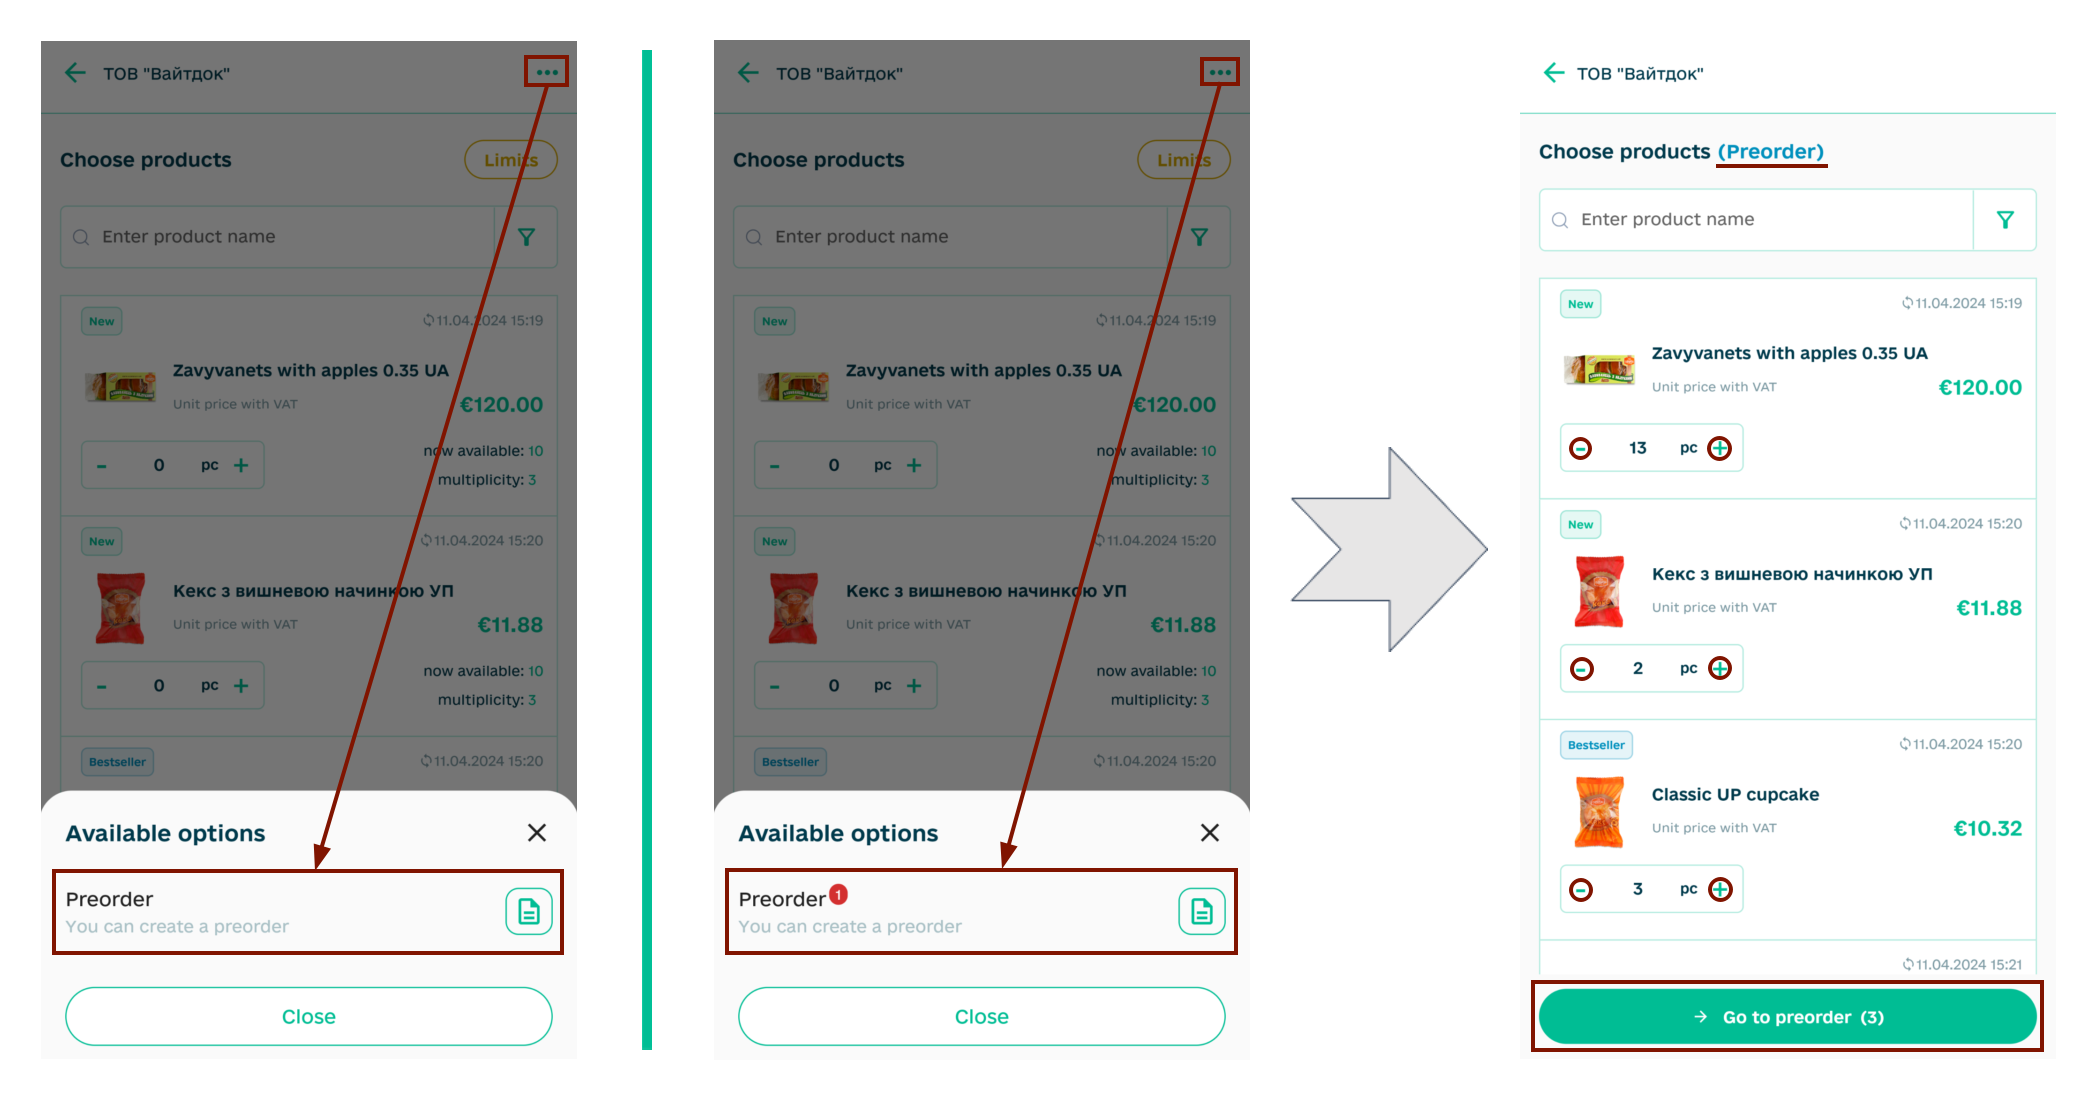 ТОВ "Вайтдок"
Choose products
Limits
Enter product name
New
11.04.2024 15:19
Zavyvanets with apples 0.35 UA
Unit price with VAT
€120.00
- 0 pc +
now available: 10
multiplicity: 3
New
11.04.2024 15:20
Кекс з вишневою начинкою УП
Unit price with VAT
€11.88
- 0 pc +
now available: 10
multiplicity: 3
Bestseller
11.04.2024 15:20
Available options
Preorder
You can create a preorder
Close
ТОВ "Вайтдок"
Choose products
Limits
Enter product name
New
11.04.2024 15:19
Zavyvanets with apples 0.35 UA
Unit price with VAT
€120.00
- 0 pc +
now available: 10
multiplicity: 3
New
11.04.2024 15:20
Кекс з вишневою начинкою УП
Unit price with VAT
€11.88
- 0 pc +
now available: 10
multiplicity: 3
Bestseller
11.04.2024 15:20
Available options
Preorder 1
You can create a preorder
Close
ТОВ "Вайтдок"
Choose products (Preorder)
Enter product name
New
11.04.2024 15:19
Zavyvanets with apples 0.35 UA
Unit price with VAT
€120.00
- 13 pc +
New
11.04.2024 15:20
Кекс з вишневою начинкою УП
Unit price with VAT
€11.88
- 2 pc +
Bestseller
11.04.2024 15:20
Classic UP cupcake
Unit price with VAT
€10.32
- 3 pc +
11.04.2024 15:21
→ Go to preorder (3)